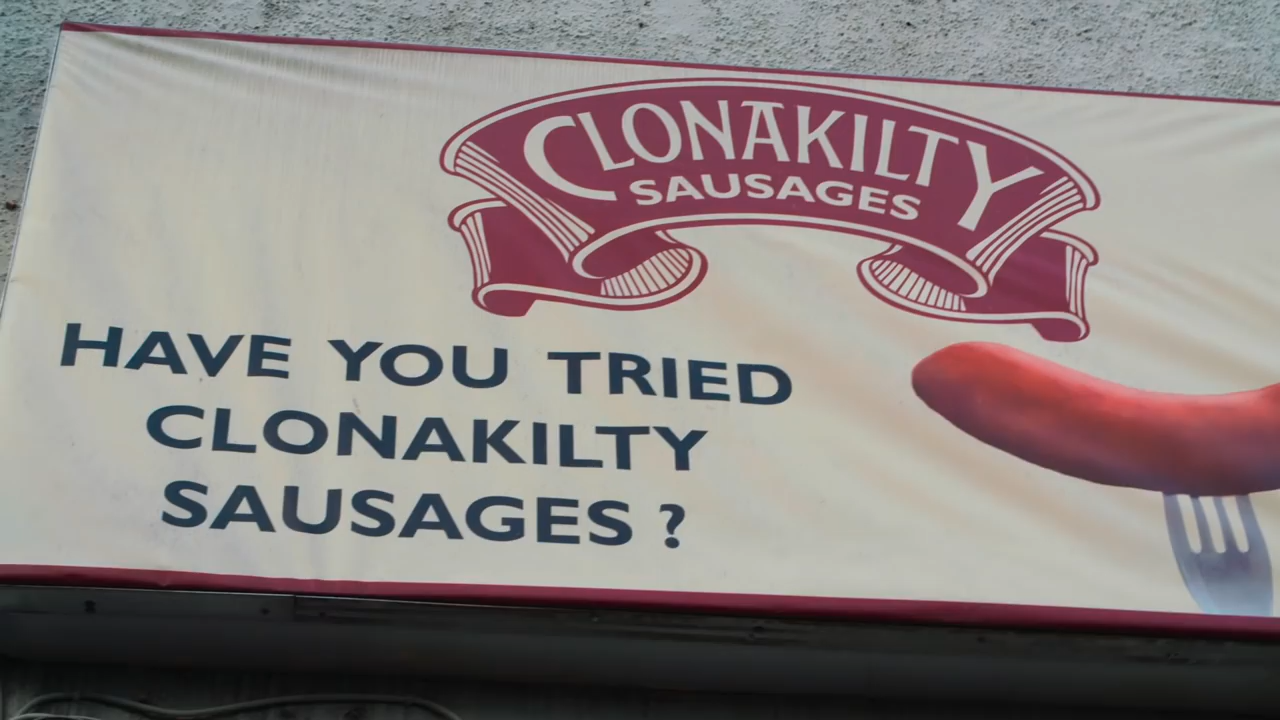 CLONAKILTY
SAUSAGES
HAVE YOU TRIED
CLONAKILTY
SAUSAGES ?